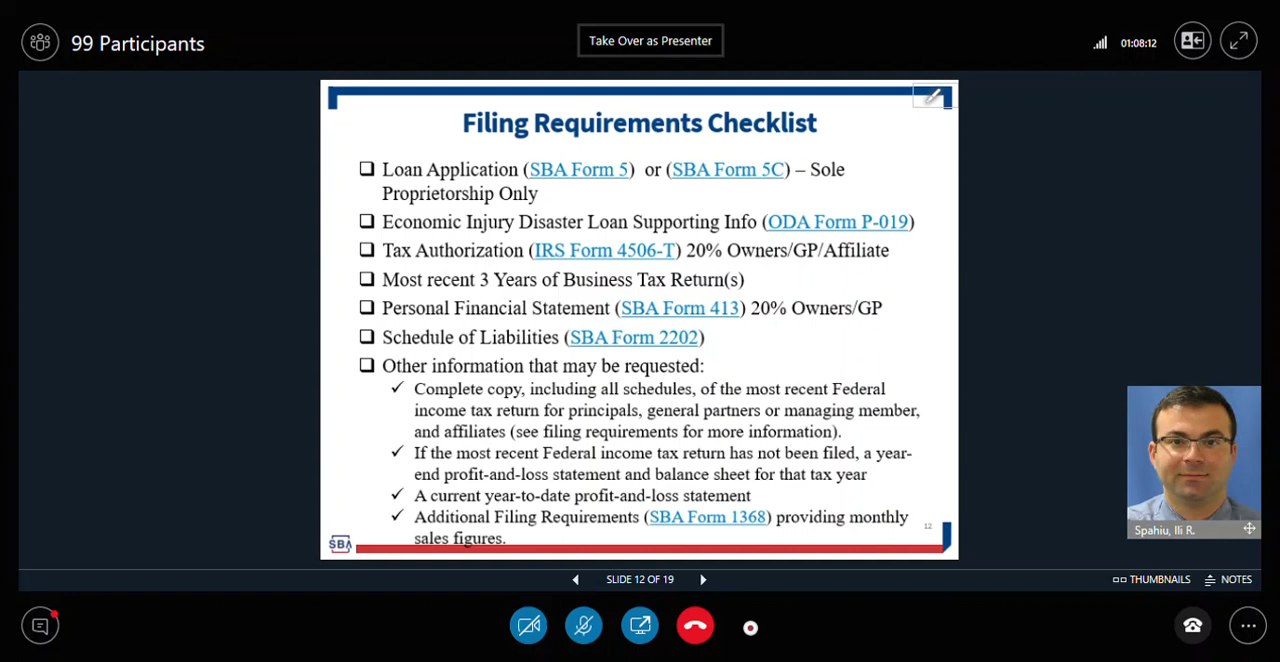 99 Participants
Take Over as Presenter
01:08:12
Filing Requirements Checklist
Loan Application (SBA Form 5) or (SBA Form 5C) – Sole
Proprietorship Only
Economic Injury Disaster Loan Supporting Info (ODA Form P-019)
Tax Authorization (IRS Form 4506-T) 20% Owners/GP/Affiliate
Most recent 3 Years of Business Tax Return(s)
Personal Financial Statement (SBA Form 413) 20% Owners/GP
Schedule of Liabilities (SBA Form 2202)
Other information that may be requested:
Complete copy, including all schedules, of the most recent Federal
income tax return for principals, general partners or managing member,
and affiliates (see filing requirements for more information).
If the most recent Federal income tax return has not been filed, a year-
end profit-and-loss statement and balance sheet for that tax year
A current year-to-date profit-and-loss statement
Additional Filing Requirements (SBA Form 1368) providing monthly
sales figures.
12
SBA
Spahiu, Ili R.
SLIDE 12 OF 19
THUMBNAILS
NOTES